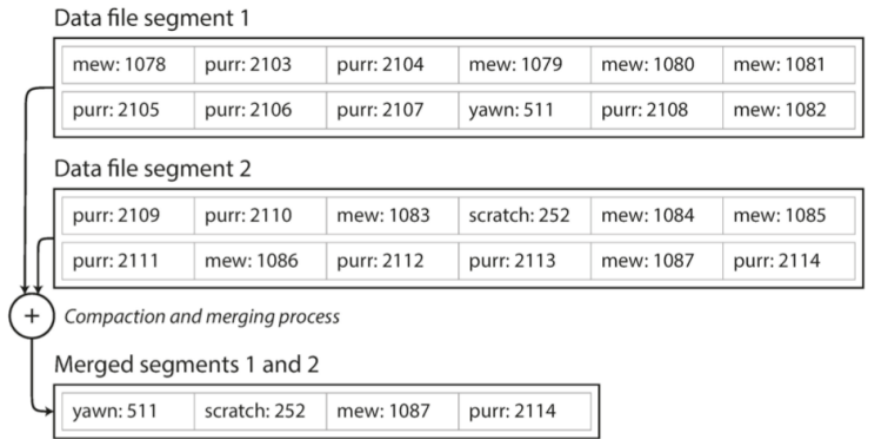 Data file segment 1
mew: 1078 purr: 2103 purr: 2104 mew: 1079 mew: 1080 mew: 1081
purr: 2105 purr: 2106 purr: 2107 yawn: 511 purr: 2108 mew: 1082
Data file segment 2
purr: 2109 purr: 2110 mew: 1083 scratch: 252 mew: 1084 mew: 1085
purr: 2111 mew: 1086 purr: 2112 purr: 2113 mew: 1087 purr: 2114
+ Compaction and merging process
Merged segments 1 and 2
yawn: 511 scratch: 252 mew: 1087 purr: 2114